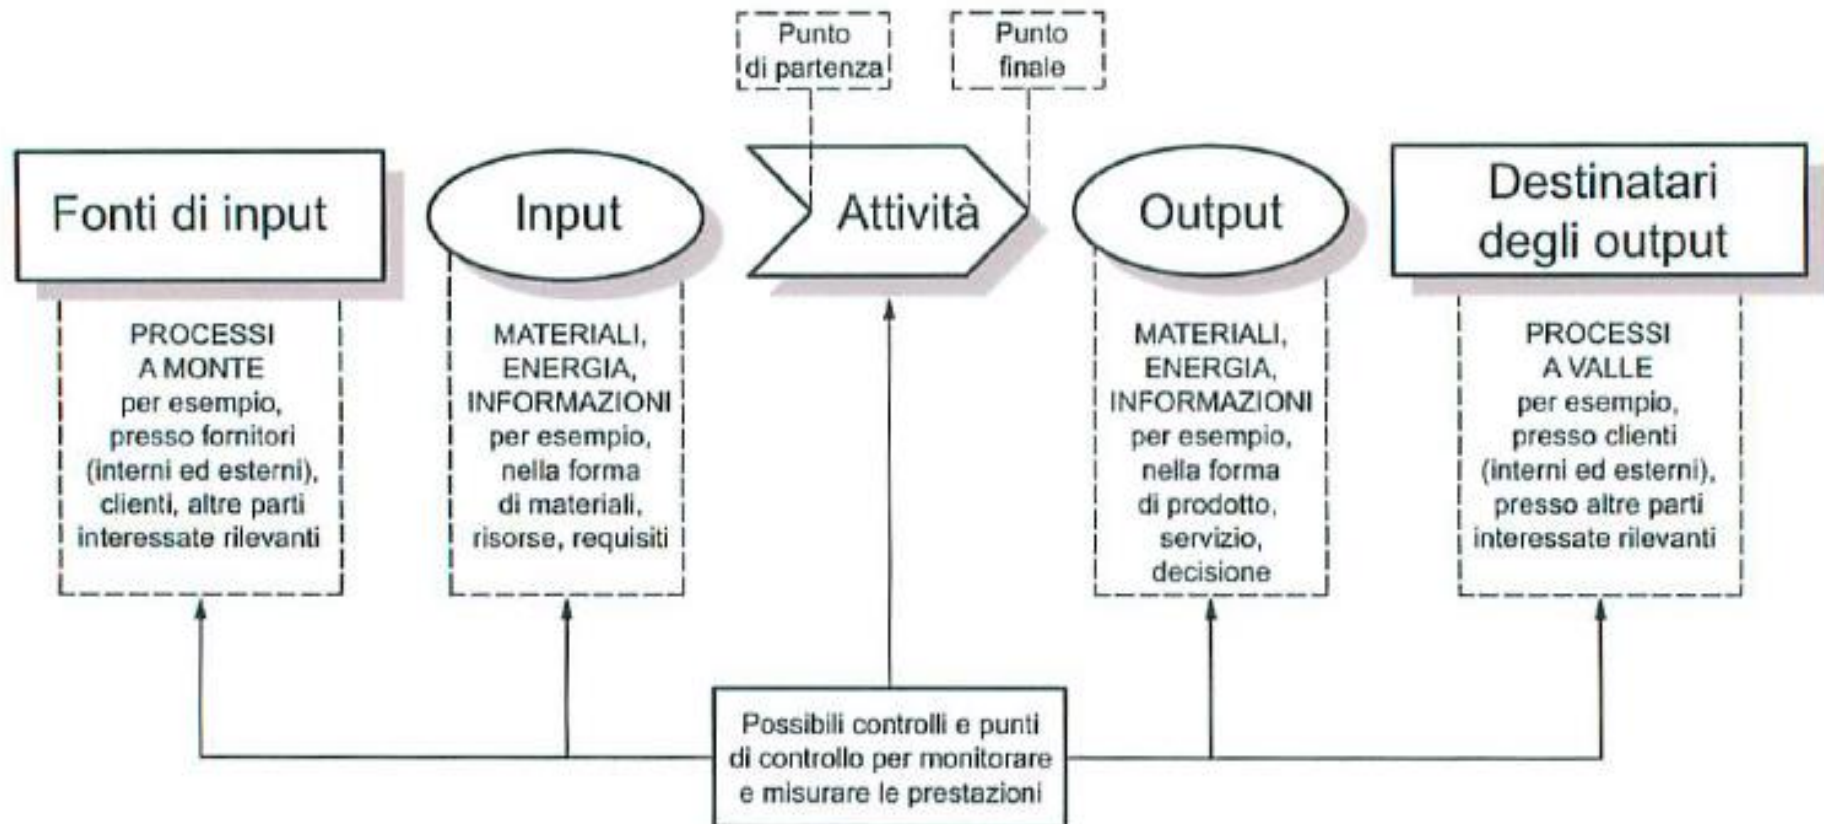 Punto
di partenza
Punto
finale
Fonti di input
Input
Attività
Output
Destinatari
degli output
PROCESSI
A MONTE
per esempio,
presso fornitori
(interni ed esterni),
clienti, altre parti
interessate rilevanti
MATERIALI,
ENERGIA,
INFORMAZIONI
per esempio,
nella forma
di materiali,
risorse, requisiti
MATERIALI,
ENERGIA,
INFORMAZIONI
per esempio,
nella forma
di prodotto,
servizio,
decisione
PROCESSI
A VALLE
per esempio,
presso clienti
(interni ed esterni),
presso altre parti
interessate rilevanti
Possibili controlli e punti
di controllo per monitorare
e misurare le prestazioni